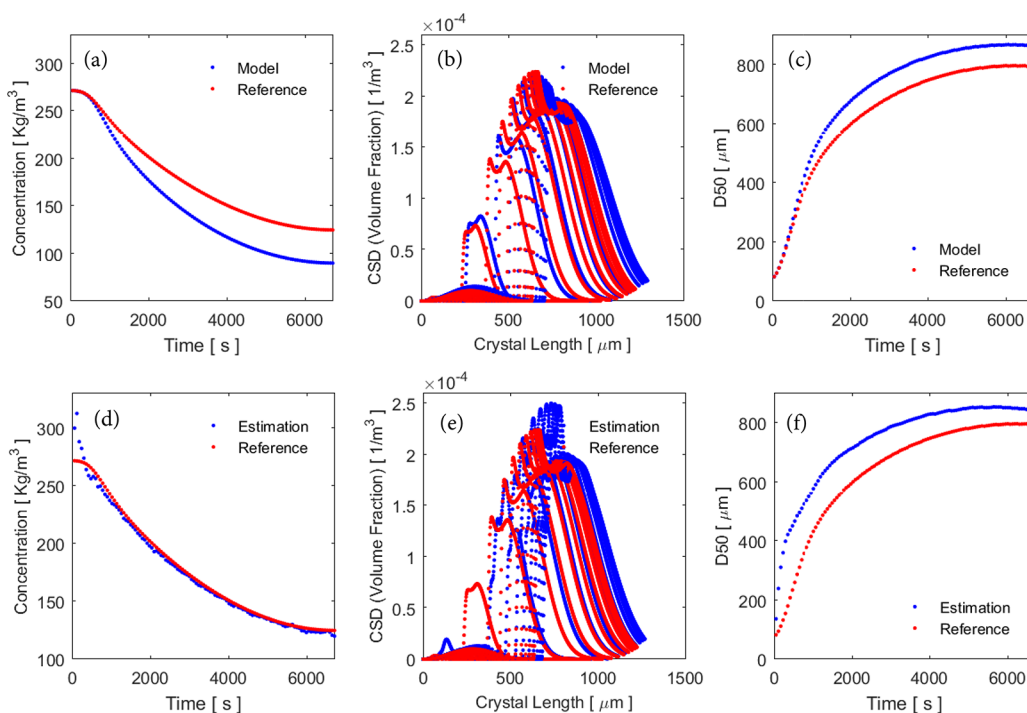 (a)
Concentration [ Kg/m³ ]
300
250
200
150
100
50
Model
Reference
0 2000 4000 6000
Time [ s ]
(b)
×10⁻⁴
CSD (Volume Fraction) [ 1/m³ ]
2.5
2
1.5
1
0.5
0
Model
Reference
0 500 1000 1500
Crystal Length [ μm ]
(c)
D50 [ μm ]
800
600
400
200
0
Model
Reference
0 2000 4000 6000
Time [ s ]
(d)
Concentration [ Kg/m³ ]
300
250
200
150
100
Estimation
Reference
0 2000 4000 6000
Time [ s ]
(e)
×10⁻⁴
CSD (Volume Fraction) [ 1/m³ ]
2.5
2
1.5
1
0.5
0
Estimation
Reference
0 500 1000 1500
Crystal Length [ μm ]
(f)
D50 [ μm ]
800
600
400
200
0
Estimation
Reference
0 2000 4000 6000
Time [ s ]